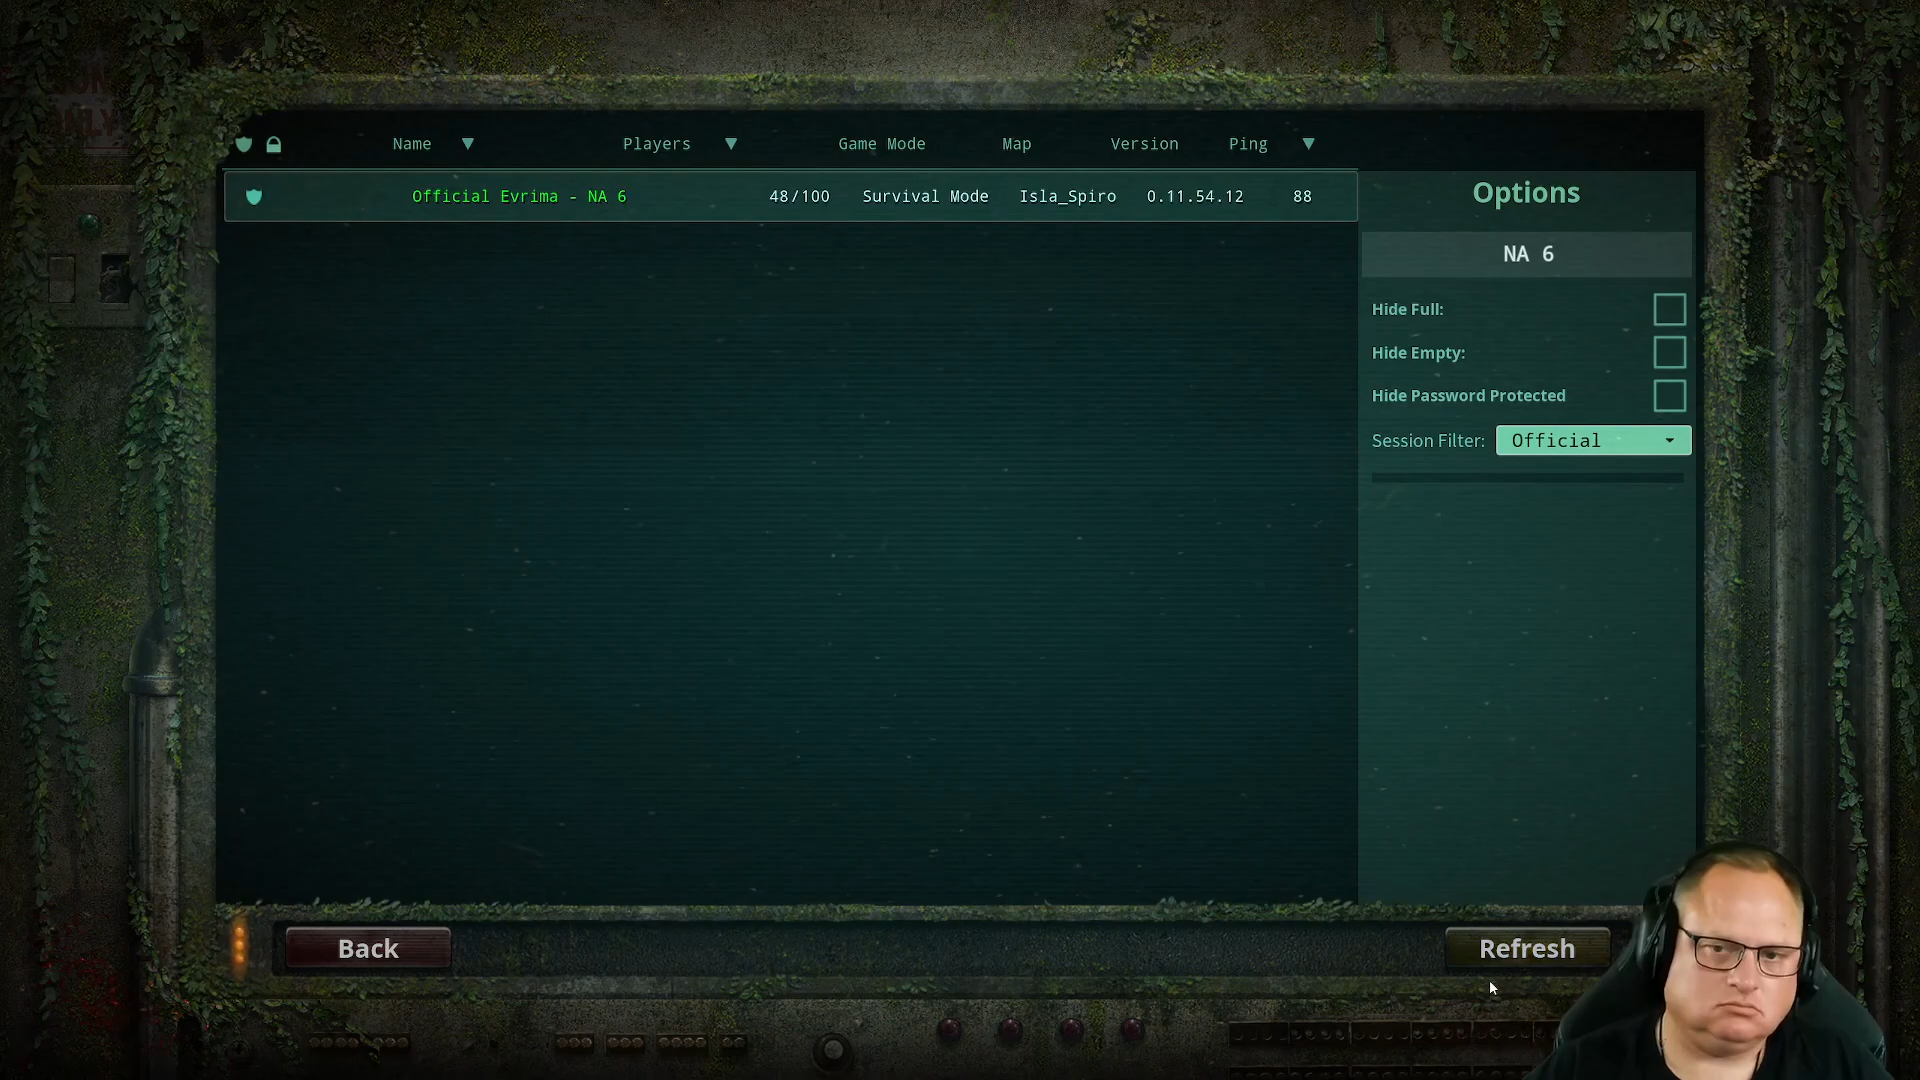 Name ▼ Players ▼ Game Mode Map Version Ping ▼
Official Evrima - NA 6 48/100 Survival Mode Isla_Spiro 0.11.54.12 88
Options
NA 6
Hide Full:
Hide Empty:
Hide Password Protected
Session Filter: Official
Back Refresh